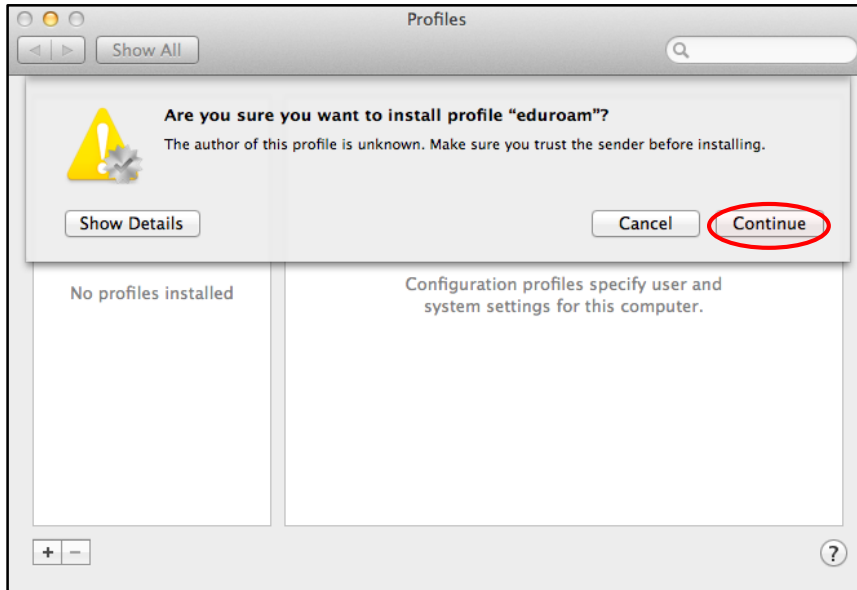 Profiles
Show All
Are you sure you want to install profile “eduroam”?
The author of this profile is unknown. Make sure you trust the sender before installing.
Show Details
Cancel
Continue
No profiles installed
Configuration profiles specify user and
system settings for this computer.
+
−
?